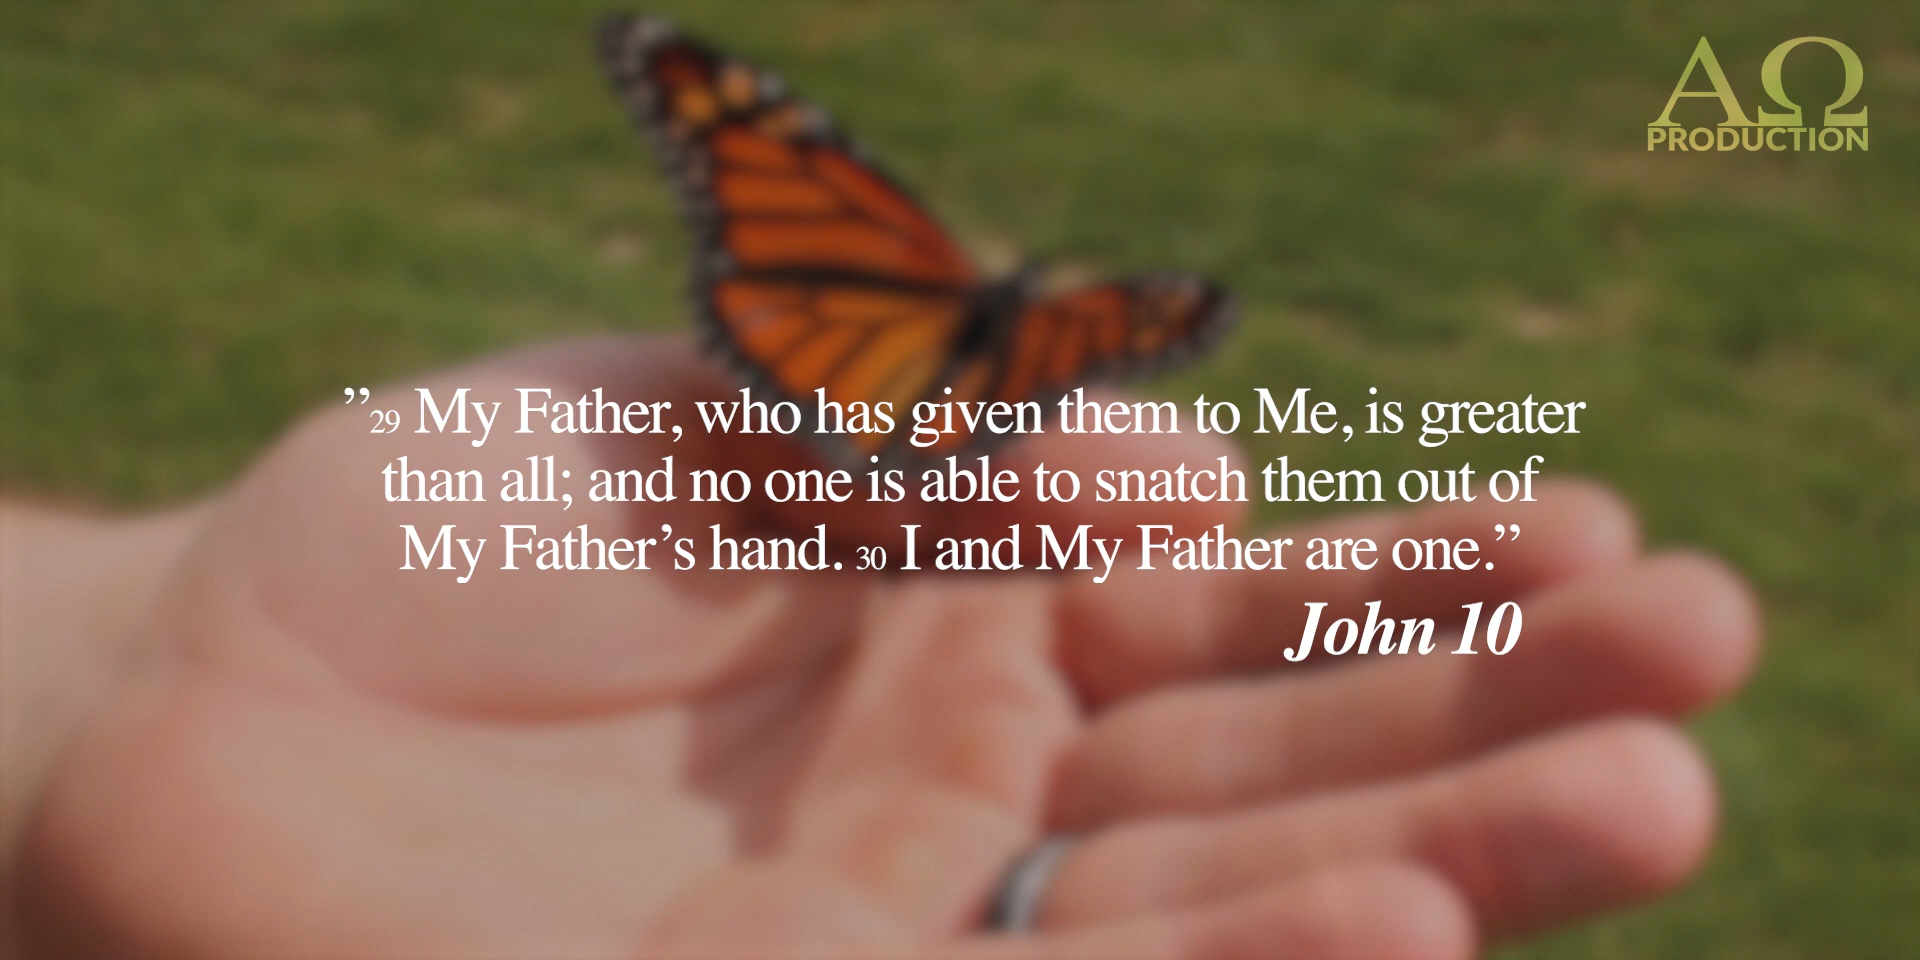 ΑΩ
PRODUCTION
”29 My Father, who has given them to Me, is greater
than all; and no one is able to snatch them out of
My Father’s hand. 30 I and My Father are one.”
John 10